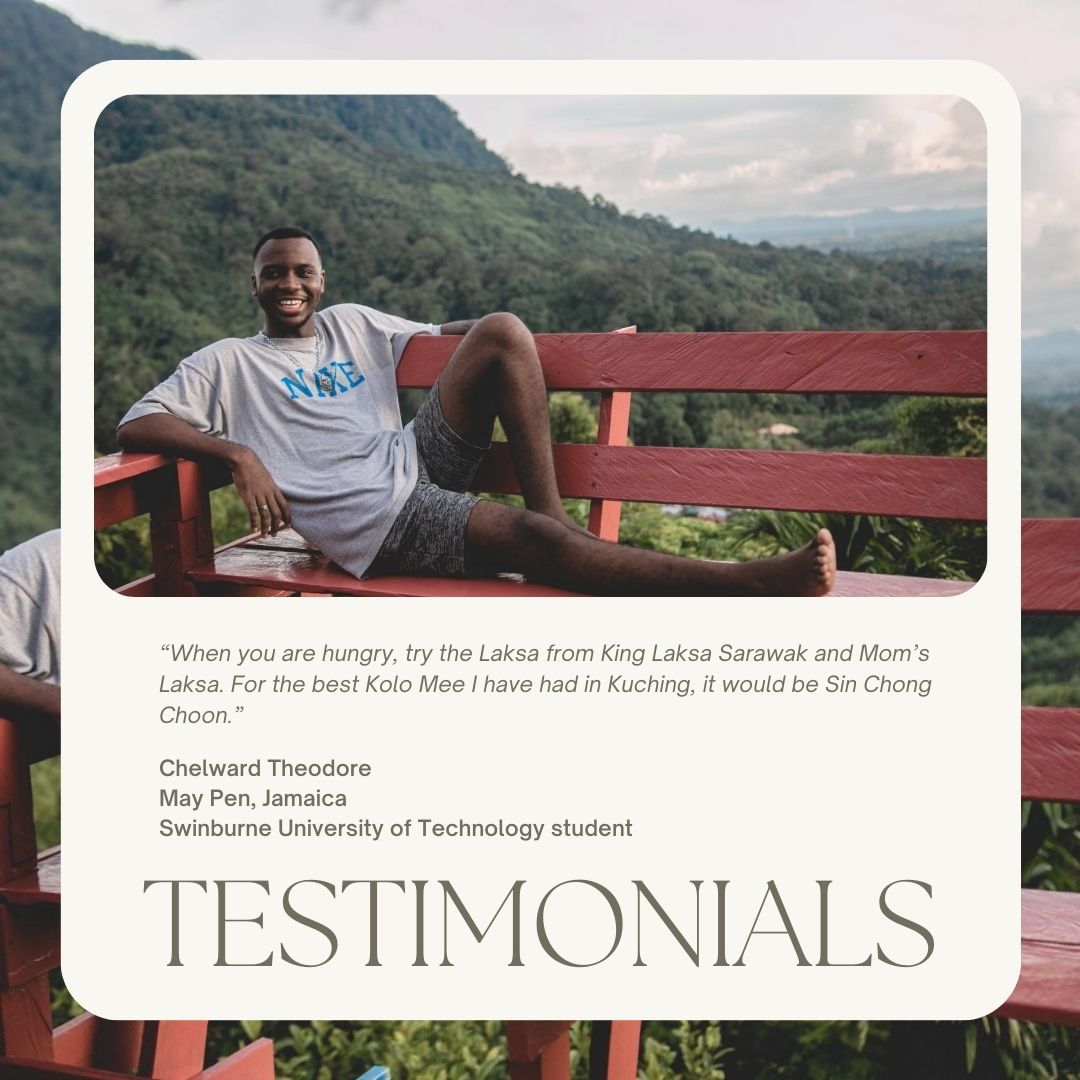 NIKE
“When you are hungry, try the Laksa from King Laksa Sarawak and Mom’s
Laksa. For the best Kolo Mee I have had in Kuching, it would be Sin Chong
Choon.”
Chelward Theodore
May Pen, Jamaica
Swinburne University of Technology student
TESTIMONIALS